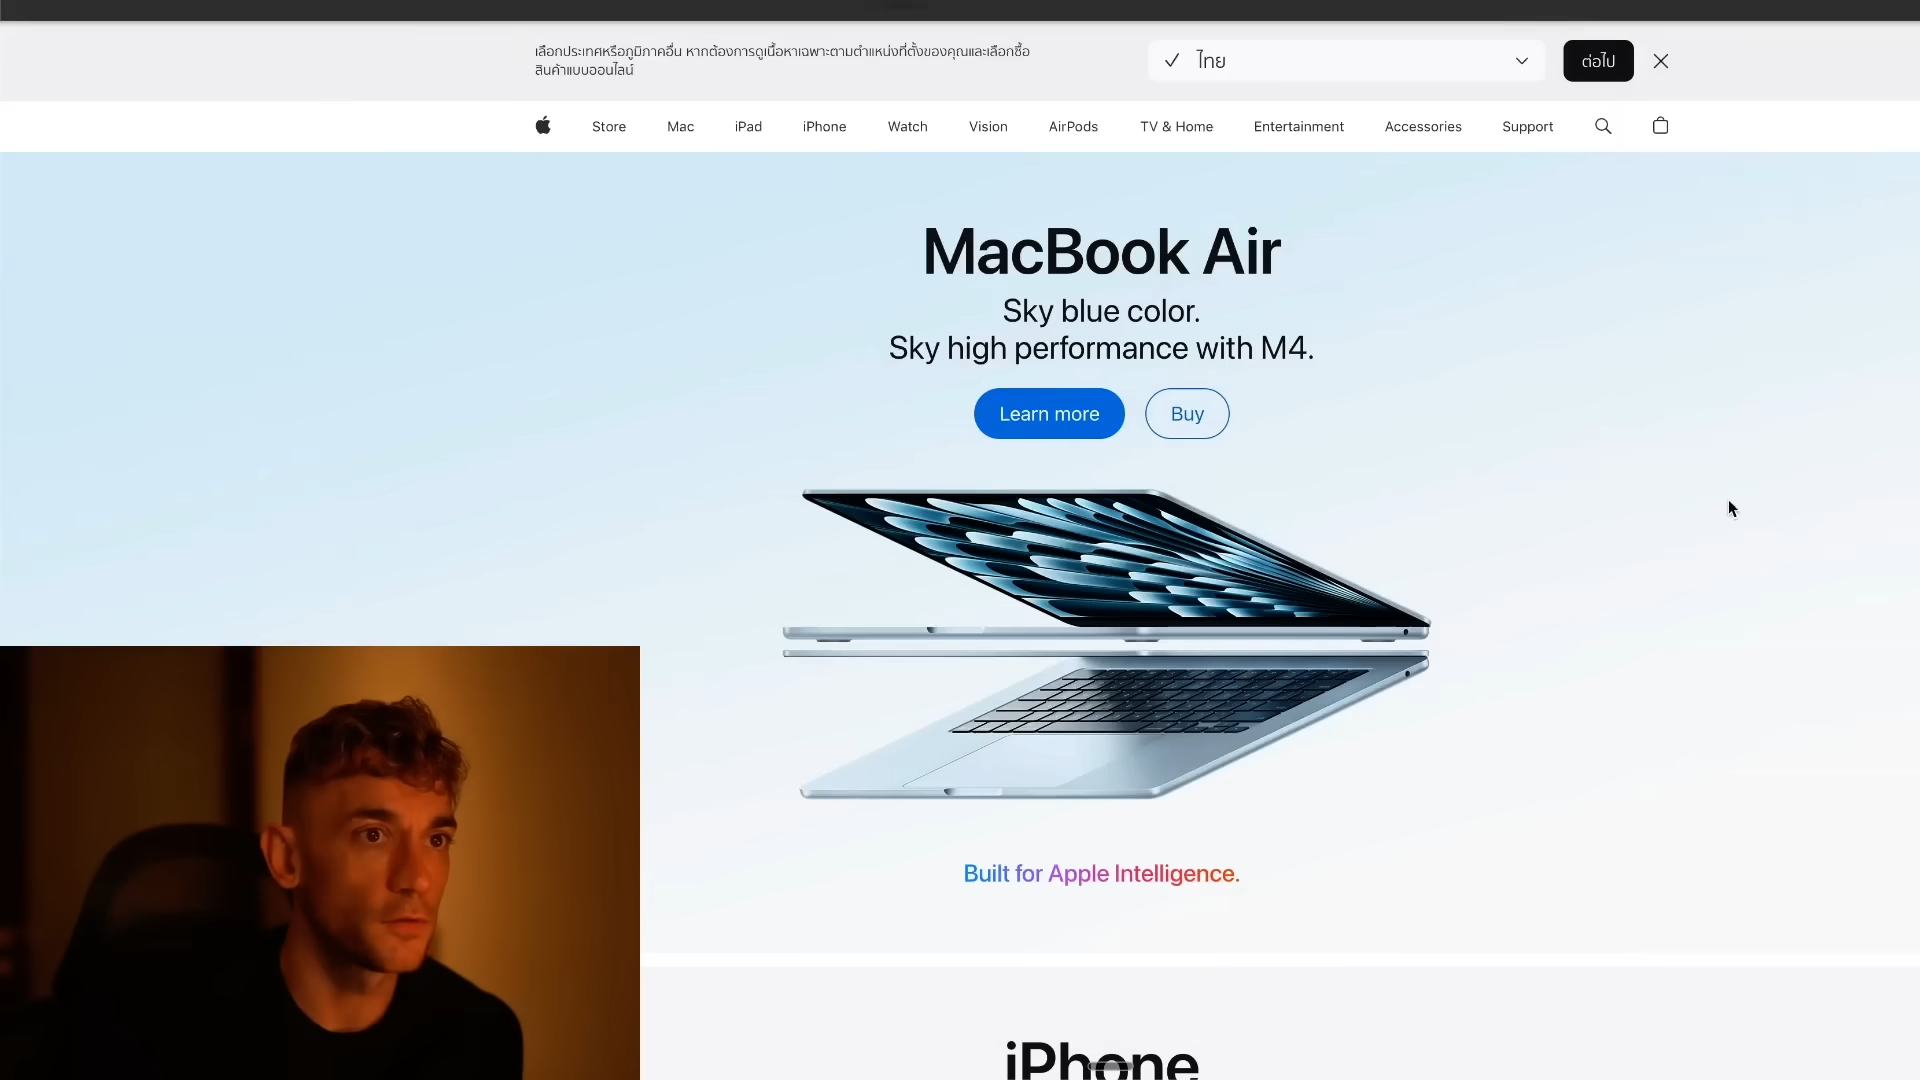 เลือกประเทศหรือภูมิภาคอื่น หากต้องการดูเนื้อหาเฉพาะตามตำแหน่งที่ตั้งของคุณและเลือกซื้อ
สินค้าแบบออนไลน์
ไทย
ต่อไป
Store Mac iPad iPhone Watch Vision AirPods TV & Home Entertainment Accessories Support
MacBook Air
Sky blue color.
Sky high performance with M4.
Learn more Buy
Built for Apple Intelligence.
iPhone